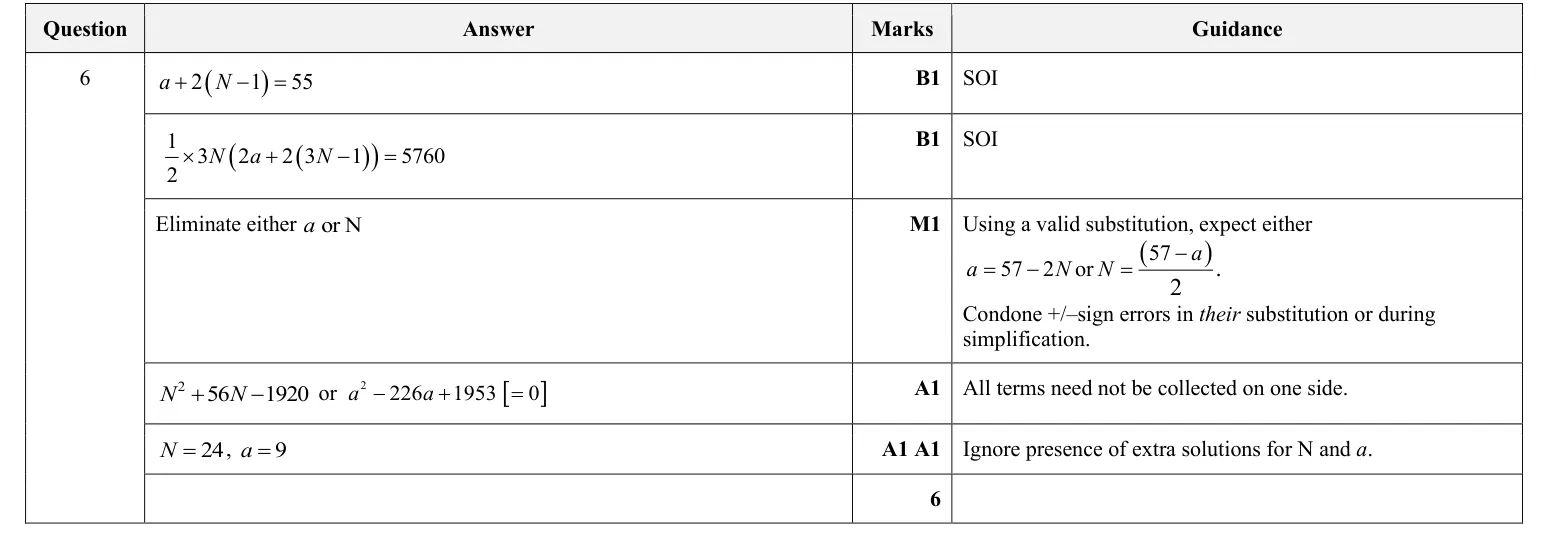 Question Answer Marks Guidance
6 a + 2(N − 1) = 55 B1 SOI
1/2 × 3N(2a + 2(3N − 1)) = 5760 B1 SOI
Eliminate either a or N M1 Using a valid substitution, expect either
a = 57 − 2N or N = (57 − a)/2.
Condone +/–sign errors in their substitution or during
simplification.
N² + 56N − 1920 or a² − 226a + 1953 [= 0] A1 All terms need not be collected on one side.
N = 24, a = 9 A1 A1 Ignore presence of extra solutions for N and a.
6